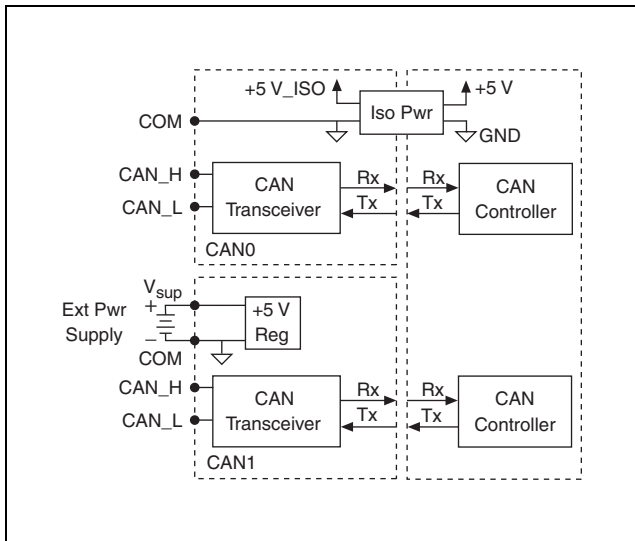 +5 V_ISO
Iso Pwr
+5 V
COM
GND
CAN_H
CAN_L
CAN
Transceiver
Rx
Tx
Rx
Tx
CAN
Controller
CAN0
Vsup
Ext Pwr
Supply
+
–
+5 V
Reg
COM
CAN_H
CAN_L
CAN
Transceiver
Rx
Tx
Rx
Tx
CAN
Controller
CAN1